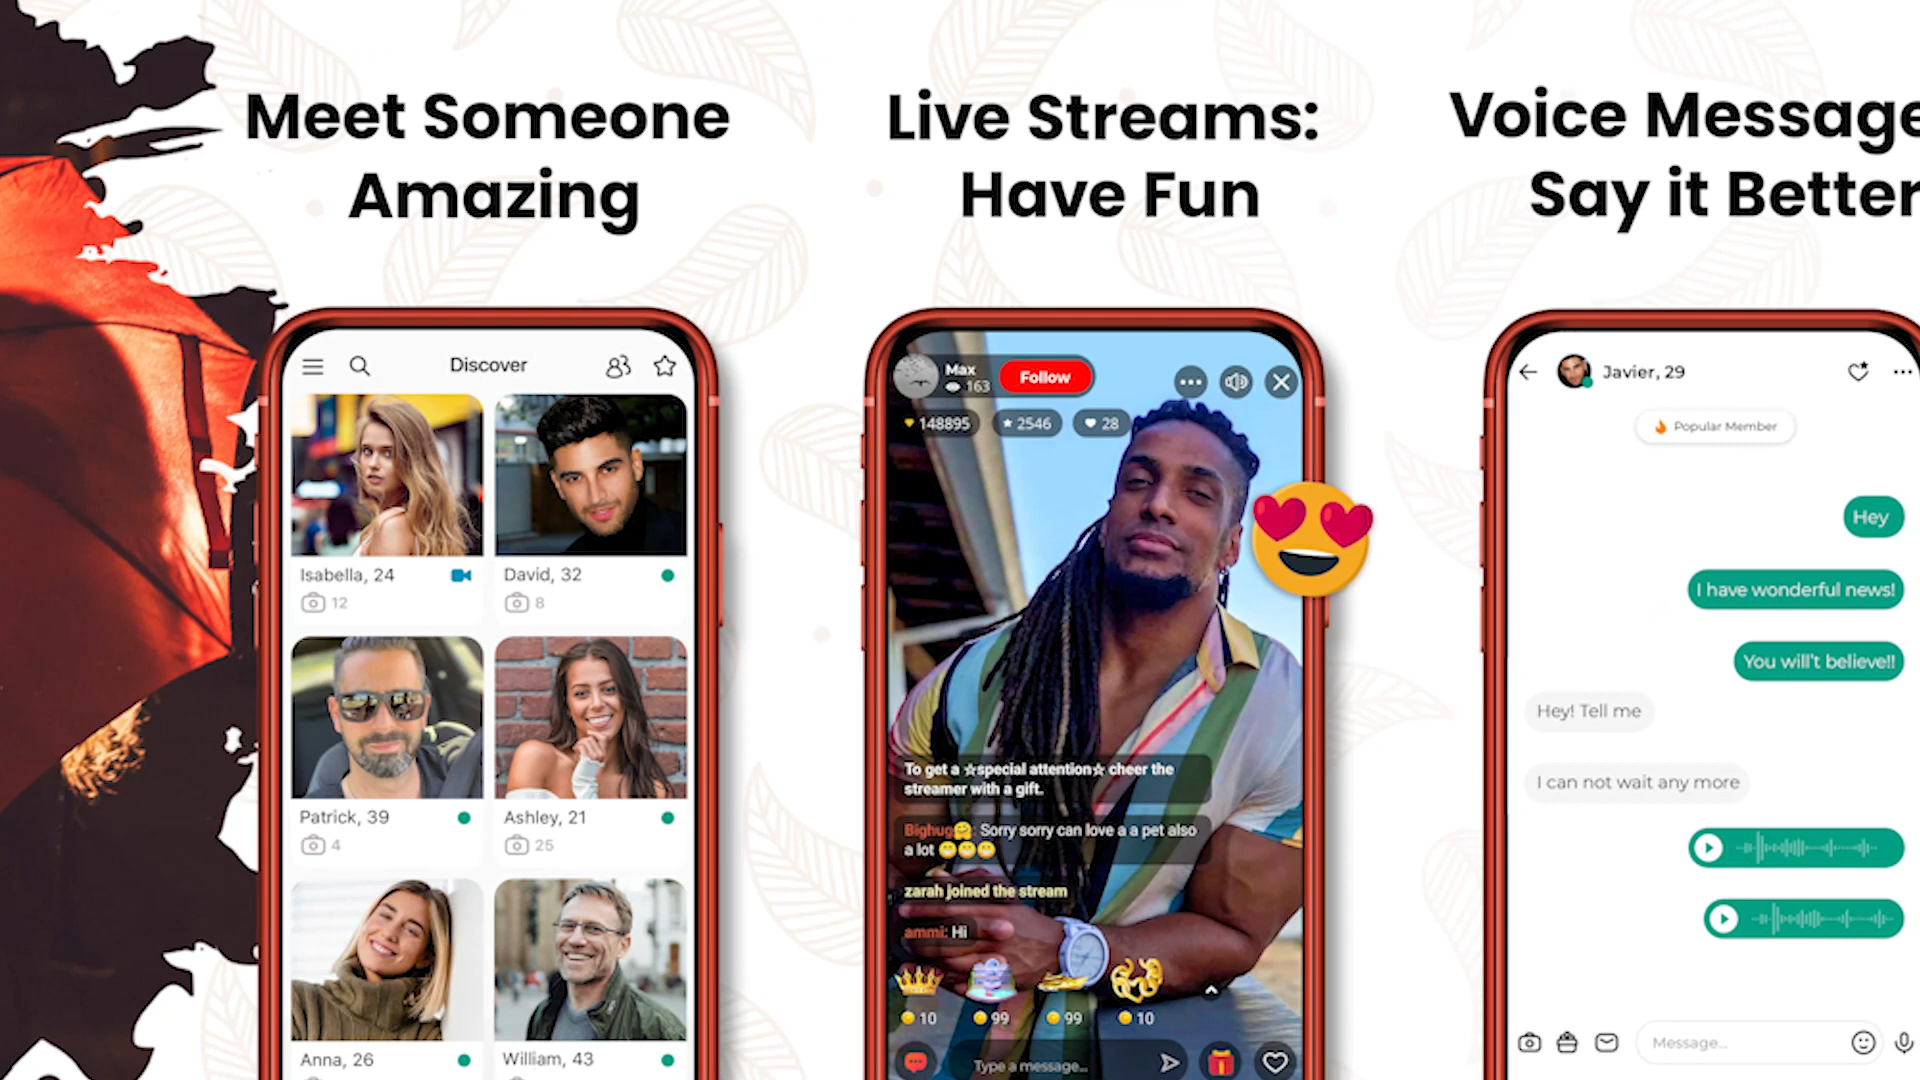 Meet Someone
Amazing
Discover
Isabella, 24
12
David, 32
8
Patrick, 39
4
Ashley, 21
25
Anna, 26
William, 43
Live Streams:
Have Fun
Max
163
Follow
148895
2546
28
To get a ☆special attention☆ cheer the
streamer with a gift.
Bighug🤗: Sorry sorry can love a a pet also
a lot 😁😁😁
zarah joined the stream
ammi: Hi
10
99
99
10
Type a message...
Voice Message
Say it Better
Javier, 29
Popular Member
Hey
I have wonderful news!
You will't believe!!
Hey! Tell me
I can not wait any more
Message...